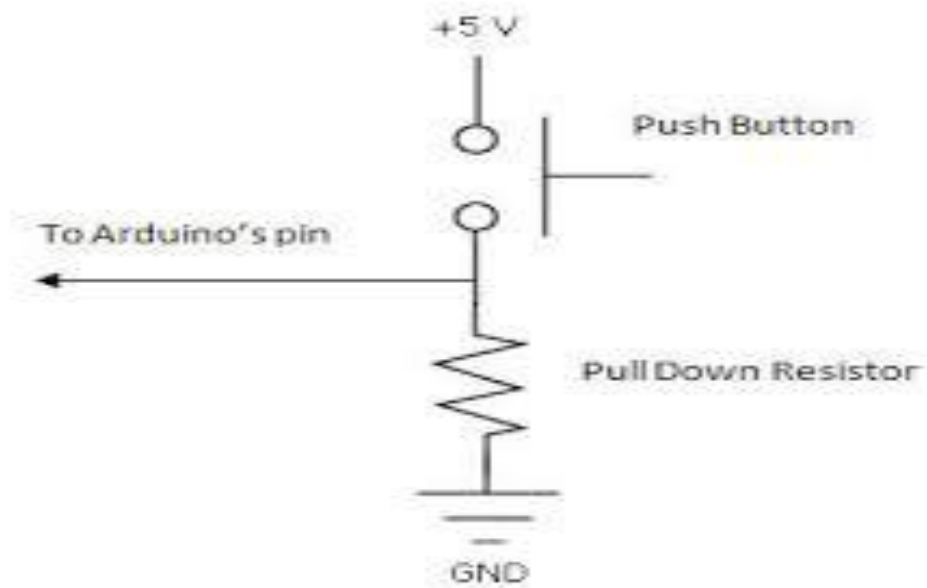 +5 V
Push Button
To Arduino's pin
Pull Down Resistor
GND